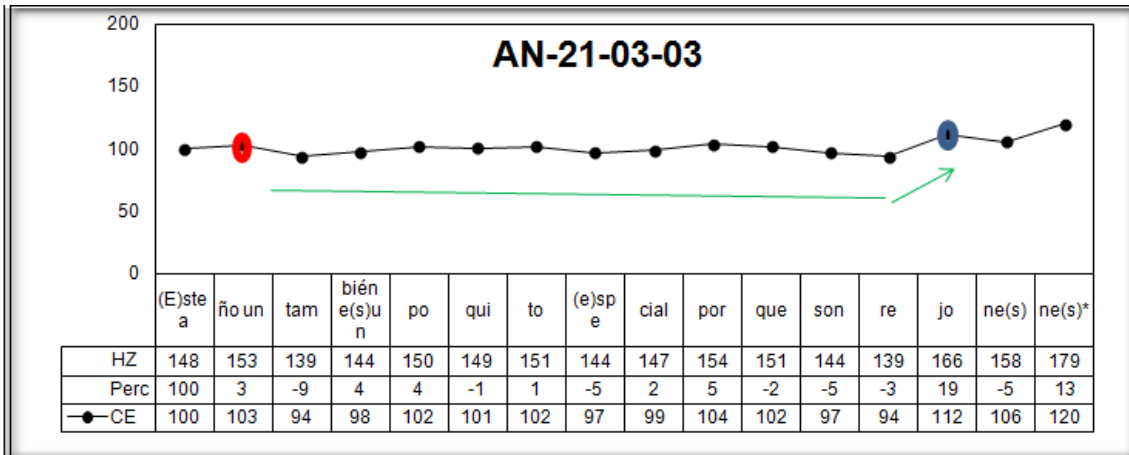 AN-21-03-03
200
150
100
50
0
(E)ste a ño un tam bién e(s)u n po qui to (e)sp e cial por que son re jo ne(s) ne(s)*
HZ 148 153 139 144 150 149 151 144 147 154 151 144 139 166 158 179
Perc 100 3 -9 4 4 -1 1 -5 2 5 -2 -5 -3 19 -5 13
CE 100 103 94 98 102 101 102 97 99 104 102 97 94 112 106 120